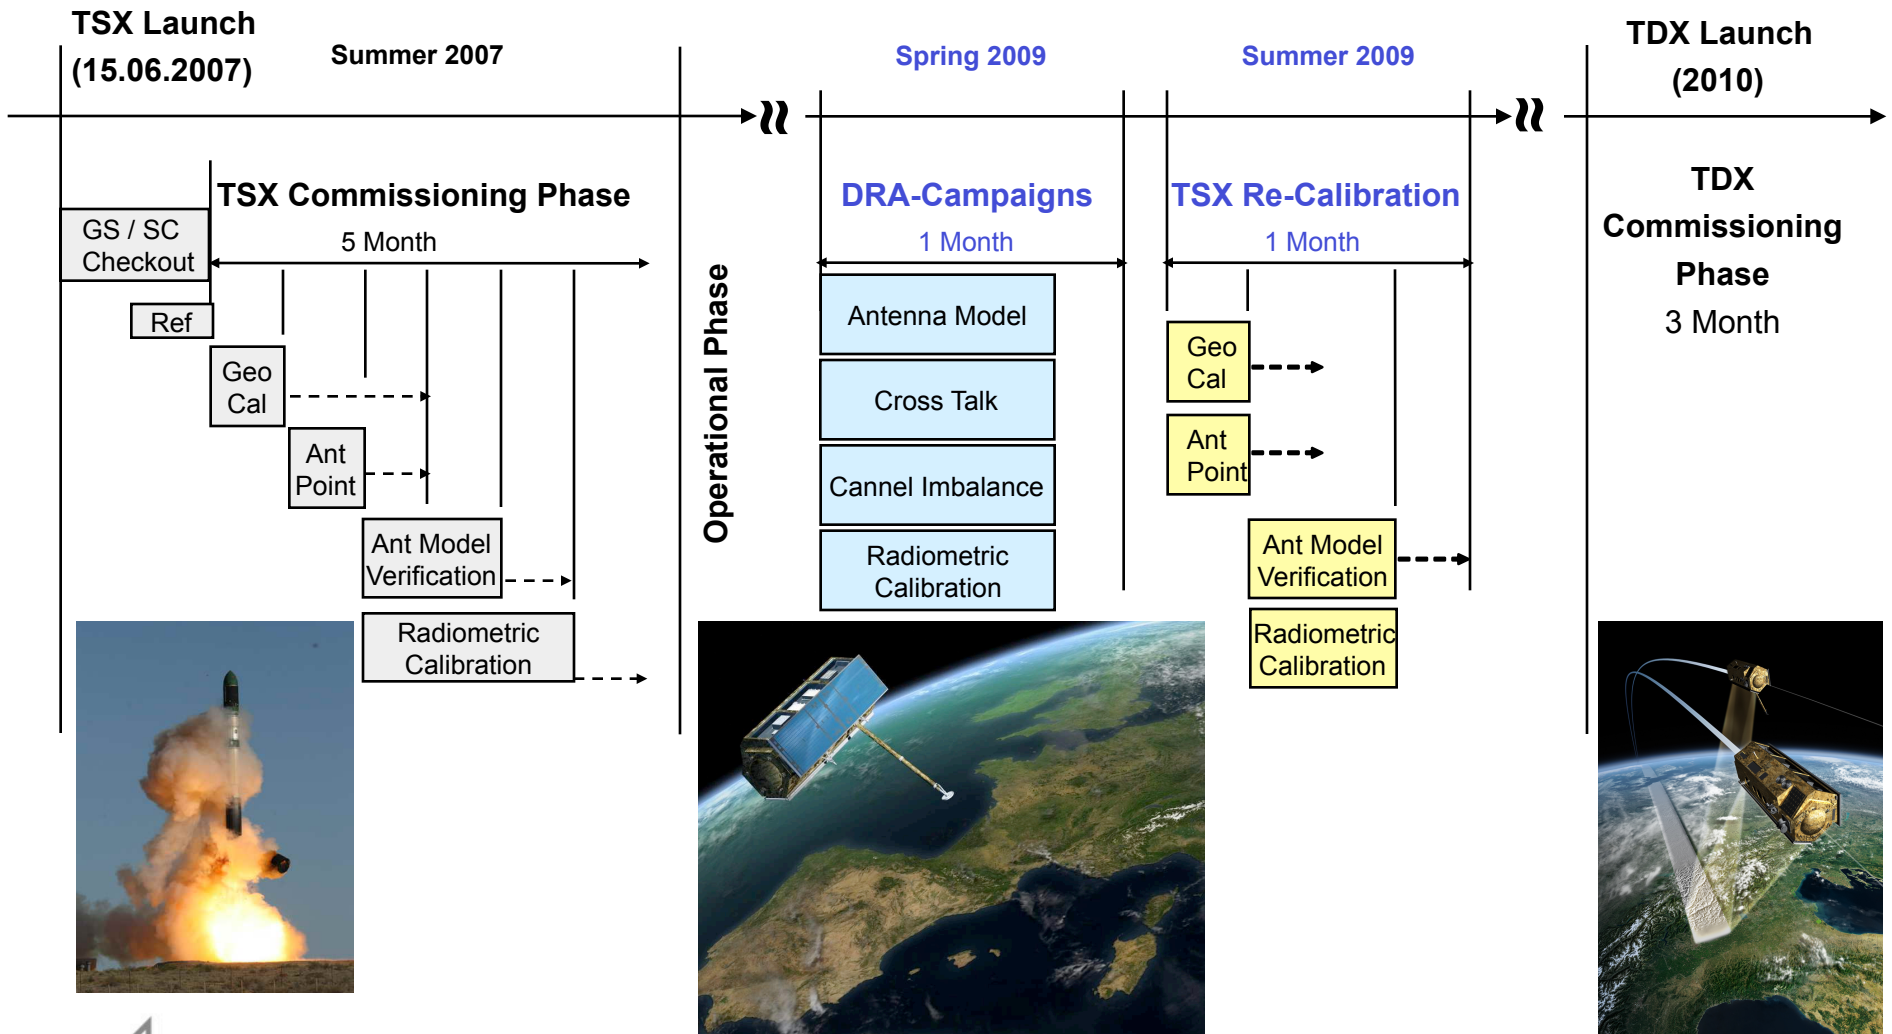 TSX Launch
(15.06.2007)
Summer 2007
Spring 2009
Summer 2009
TDX Launch
(2010)
TSX Commissioning Phase
5 Month
GS / SC
Checkout
Ref
Geo
Cal
Ant
Point
Ant Model
Verification
Radiometric
Calibration
Operational Phase
DRA-Campaigns
1 Month
Antenna Model
Cross Talk
Cannel Imbalance
Radiometric
Calibration
TSX Re-Calibration
1 Month
Geo
Cal
Ant
Point
Ant Model
Verification
Radiometric
Calibration
TDX
Commissioning
Phase
3 Month